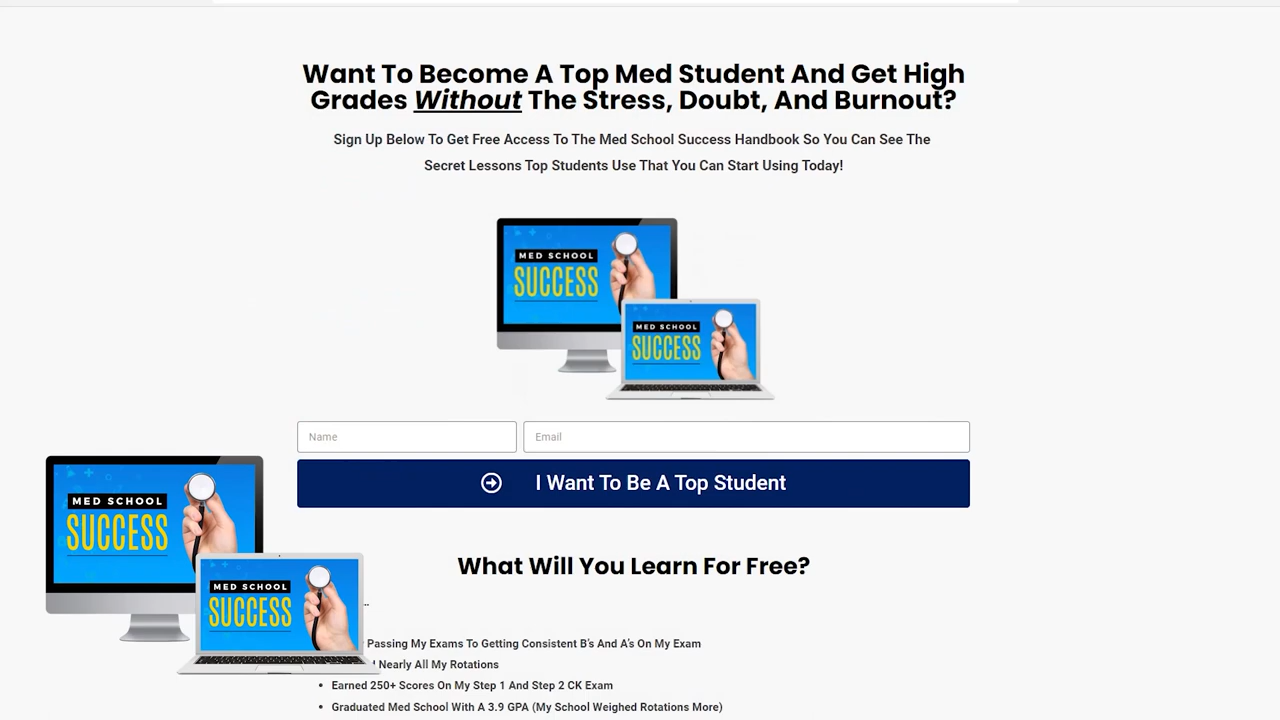 Want To Become A Top Med Student And Get High
Grades Without The Stress, Doubt, And Burnout?
Sign Up Below To Get Free Access To The Med School Success Handbook So You Can See The
Secret Lessons Top Students Use That You Can Start Using Today!
MED SCHOOL
SUCCESS
MED SCHOOL
SUCCESS
Name
Email
I Want To Be A Top Student
MED SCHOOL
SUCCESS
MED SCHOOL
SUCCESS
What Will You Learn For Free?
Passing My Exams To Getting Consistent B's And A's On My Exam
Nearly All My Rotations
• Earned 250+ Scores On My Step 1 And Step 2 CK Exam
• Graduated Med School With A 3.9 GPA (My School Weighed Rotations More)